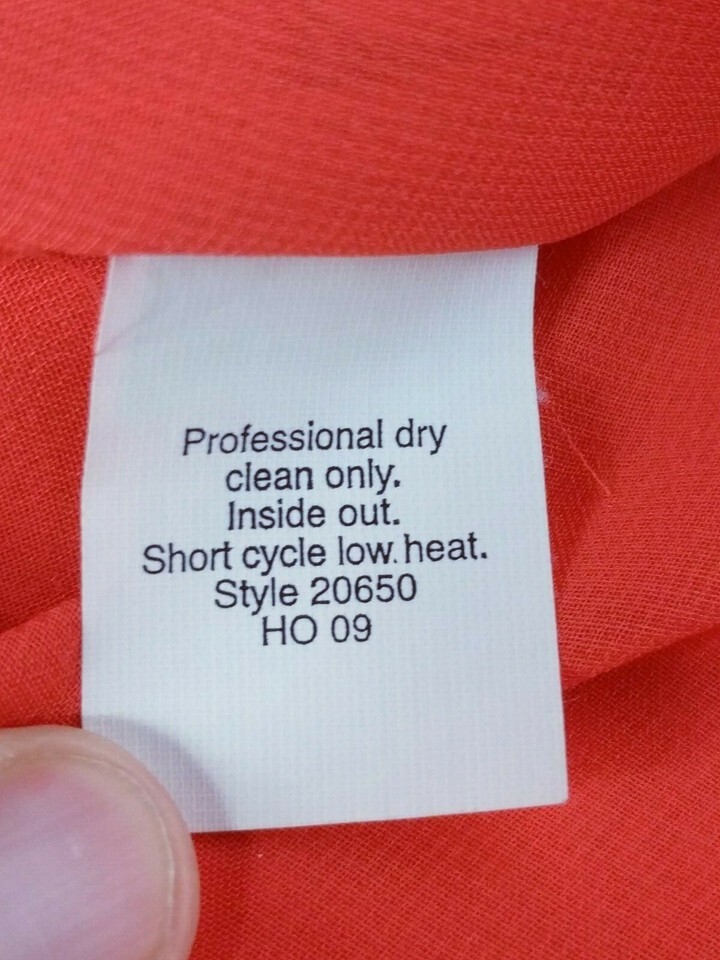 Professional dry
clean only.
Inside out.
Short cycle low.heat.
Style 20650
HO 09